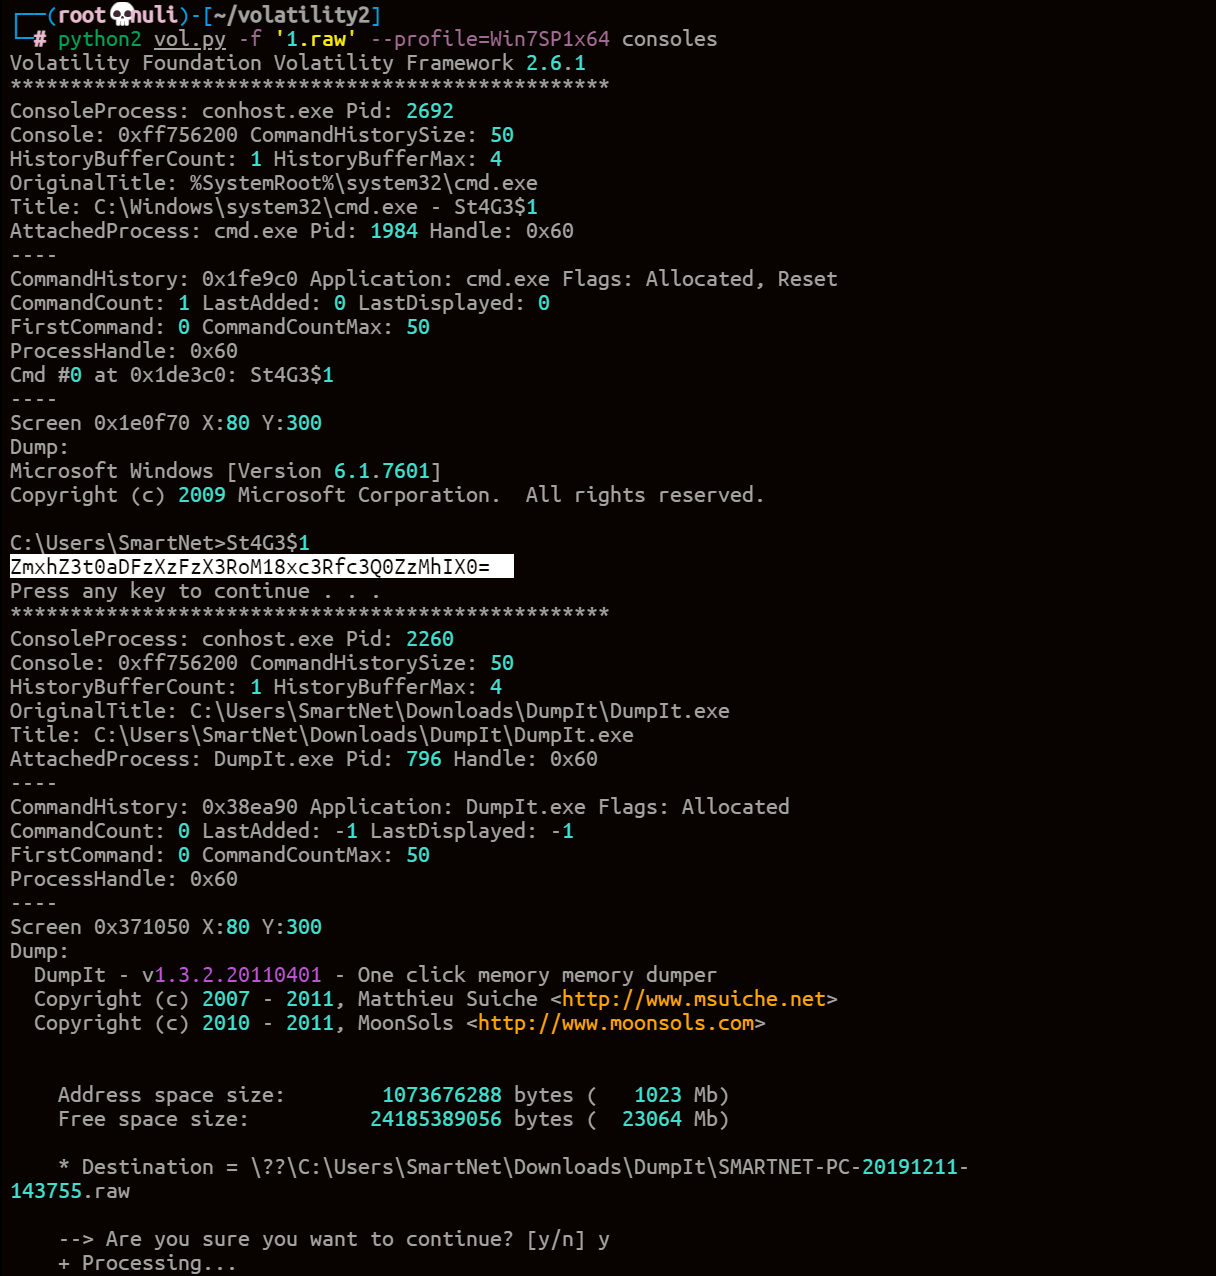 ┌──(root💀nuli)-[~/volatility2]
└─# python2 vol.py -f '1.raw' --profile=Win7SP1x64 consoles
Volatility Foundation Volatility Framework 2.6.1
**************************************************
ConsoleProcess: conhost.exe Pid: 2692
Console: 0xff756200 CommandHistorySize: 50
HistoryBufferCount: 1 HistoryBufferMax: 4
OriginalTitle: %SystemRoot%\system32\cmd.exe
Title: C:\Windows\system32\cmd.exe - St4G3$1
AttachedProcess: cmd.exe Pid: 1984 Handle: 0x60
----
CommandHistory: 0x1fe9c0 Application: cmd.exe Flags: Allocated, Reset
CommandCount: 1 LastAdded: 0 LastDisplayed: 0
FirstCommand: 0 CommandCountMax: 50
ProcessHandle: 0x60
Cmd #0 at 0x1de3c0: St4G3$1
----
Screen 0x1e0f70 X:80 Y:300
Dump:
Microsoft Windows [Version 6.1.7601]
Copyright (c) 2009 Microsoft Corporation.  All rights reserved.
C:\Users\SmartNet>St4G3$1
ZmxhZ3t0aDFzXzFzX3RoM18xc3Rfc3Q0ZzMhIX0=
Press any key to continue . . .
**************************************************
ConsoleProcess: conhost.exe Pid: 2260
Console: 0xff756200 CommandHistorySize: 50
HistoryBufferCount: 1 HistoryBufferMax: 4
OriginalTitle: C:\Users\SmartNet\Downloads\DumpIt\DumpIt.exe
Title: C:\Users\SmartNet\Downloads\DumpIt\DumpIt.exe
AttachedProcess: DumpIt.exe Pid: 796 Handle: 0x60
----
CommandHistory: 0x38ea90 Application: DumpIt.exe Flags: Allocated
CommandCount: 0 LastAdded: -1 LastDisplayed: -1
FirstCommand: 0 CommandCountMax: 50
ProcessHandle: 0x60
----
Screen 0x371050 X:80 Y:300
Dump:
  DumpIt - v1.3.2.20110401 - One click memory memory dumper
  Copyright (c) 2007 - 2011, Matthieu Suiche <http://www.msuiche.net>
  Copyright (c) 2010 - 2011, MoonSols <http://www.moonsols.com>
    Address space size:        1073676288 bytes (   1023 Mb)
    Free space size:          24185389056 bytes (  23064 Mb)
    * Destination = \??\C:\Users\SmartNet\Downloads\DumpIt\SMARTNET-PC-20191211-
143755.raw
    --> Are you sure you want to continue? [y/n] y
    + Processing...